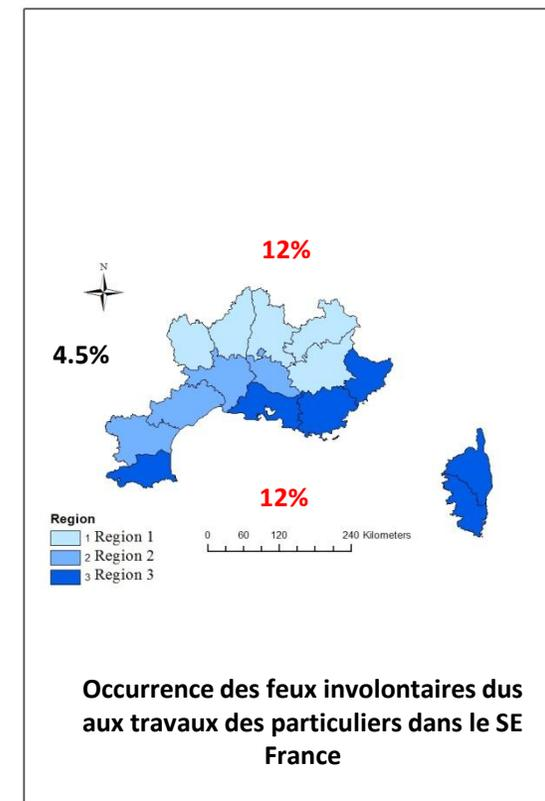 12%
N
4.5%
12%
Region
1 Region 1
2 Region 2
3 Region 3
0 60 120 240 Kilometers
Occurrence des feux involontaires dus
aux travaux des particuliers dans le SE
France